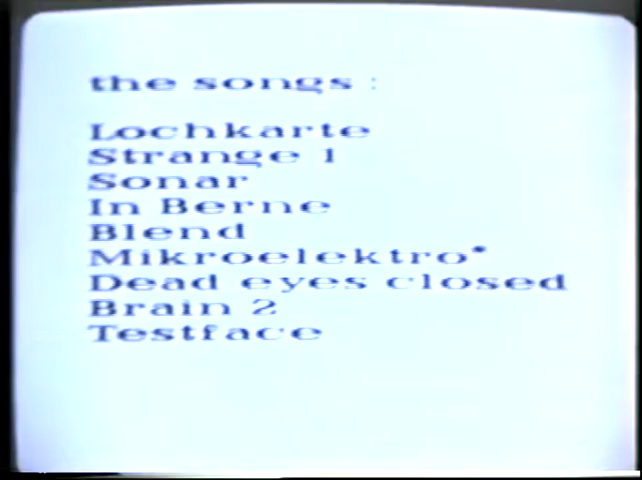 the songs :
Lochkarte
Strange 1
Sonar
In Berne
Blend
Mikroelektro*
Dead eyes closed
Brain 2
Testface